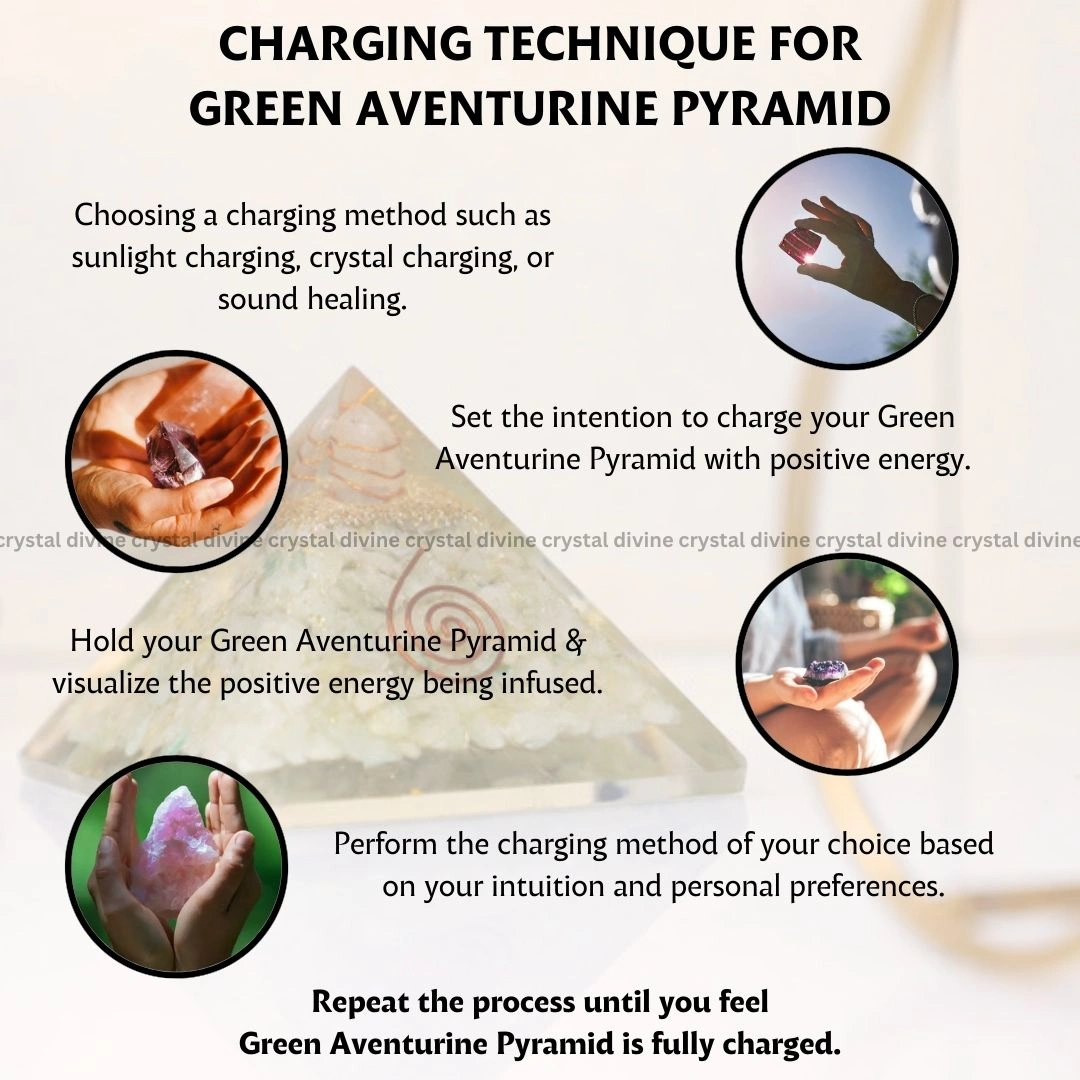 CHARGING TECHNIQUE FOR
GREEN AVENTURINE PYRAMID
Choosing a charging method such as
sunlight charging, crystal charging, or
sound healing.
Set the intention to charge your Green
Aventurine Pyramid with positive energy.
crystal divine crystal divine crystal divine crystal divine crystal divine crystal divine crystal divine crystal divine
Hold your Green Aventurine Pyramid &
visualize the positive energy being infused.
Perform the charging method of your choice based
on your intuition and personal preferences.
Repeat the process until you feel
Green Aventurine Pyramid is fully charged.